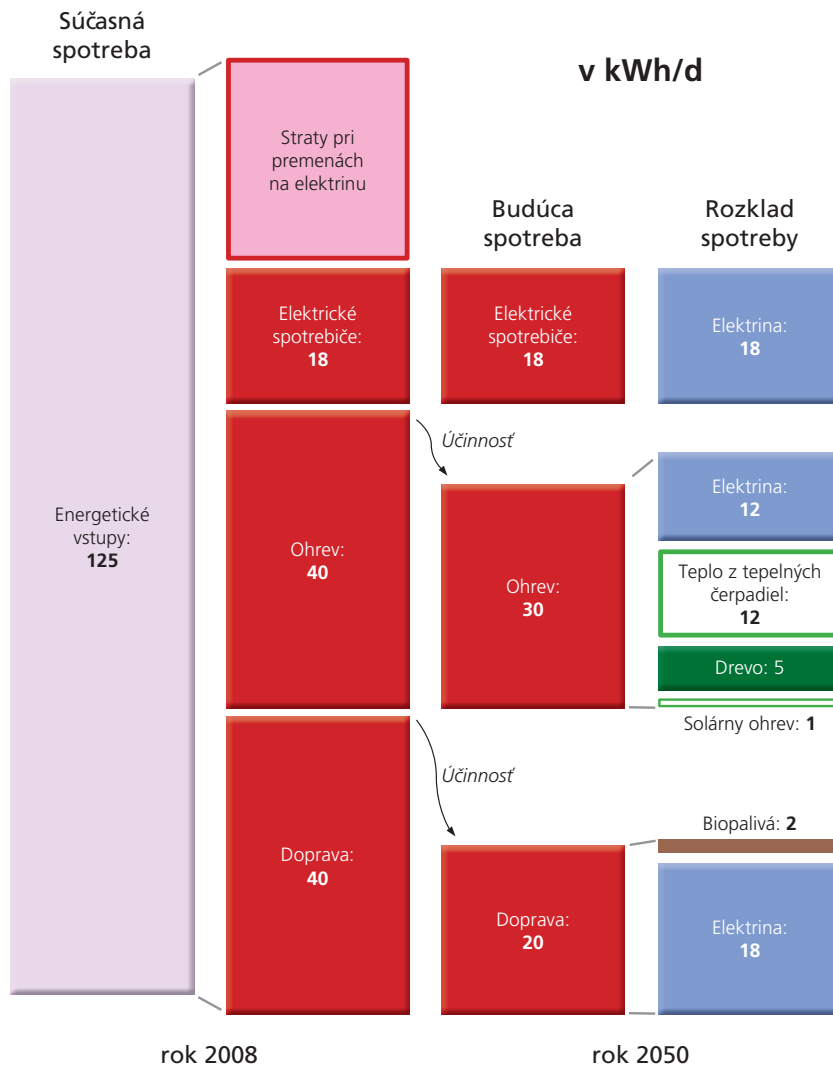 Súčasná
spotreba
v kWh/d
Straty pri
premenách
na elektrinu
Budúca
spotreba
Rozklad
spotreby
Elektrické
spotrebiče:
18
Elektrické
spotrebiče:
18
Elektrina:
18
Účinnosť
Energetické
vstupy:
125
Ohrev:
40
Ohrev:
30
Elektrina:
12
Teplo z tepelných
čerpadiel:
12
Drevo: 5
Solárny ohrev: 1
Účinnosť
Doprava:
40
Doprava:
20
Biopalivá: 2
Elektrina:
18
rok 2008
rok 2050